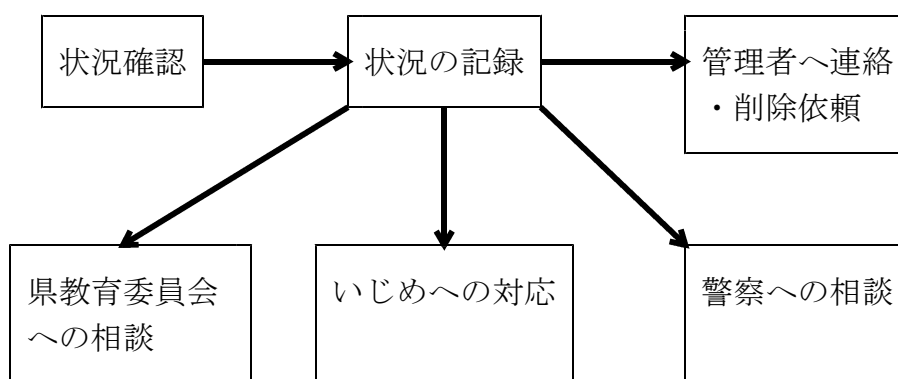 状況確認
状況の記録
管理者へ連絡
・削除依頼
県教育委員会
への相談
いじめへの対応
警察への相談